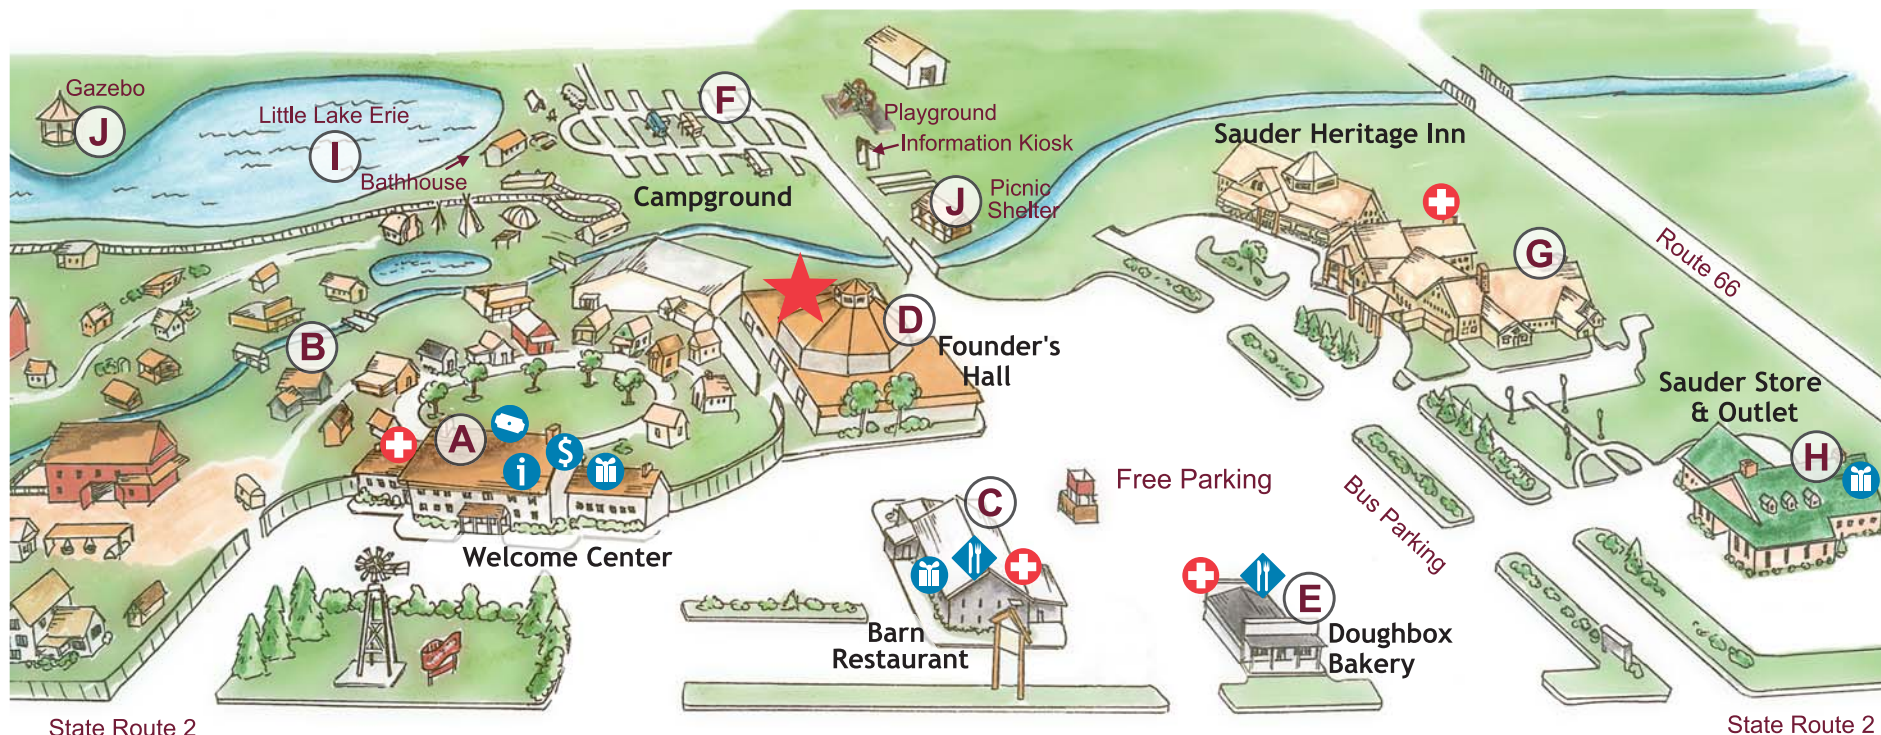 Gazebo
J
Little Lake Erie
I
Bathhouse
F
Playground
Information Kiosk
Campground
J
Picnic
Shelter
Sauder Heritage Inn
G
Route 66
B
D
Founder's
Hall
Sauder Store
& Outlet
H
A
i
$
Welcome Center
C
Free Parking
Bus Parking
Barn
Restaurant
E
Doughbox
Bakery
State Route 2
State Route 2